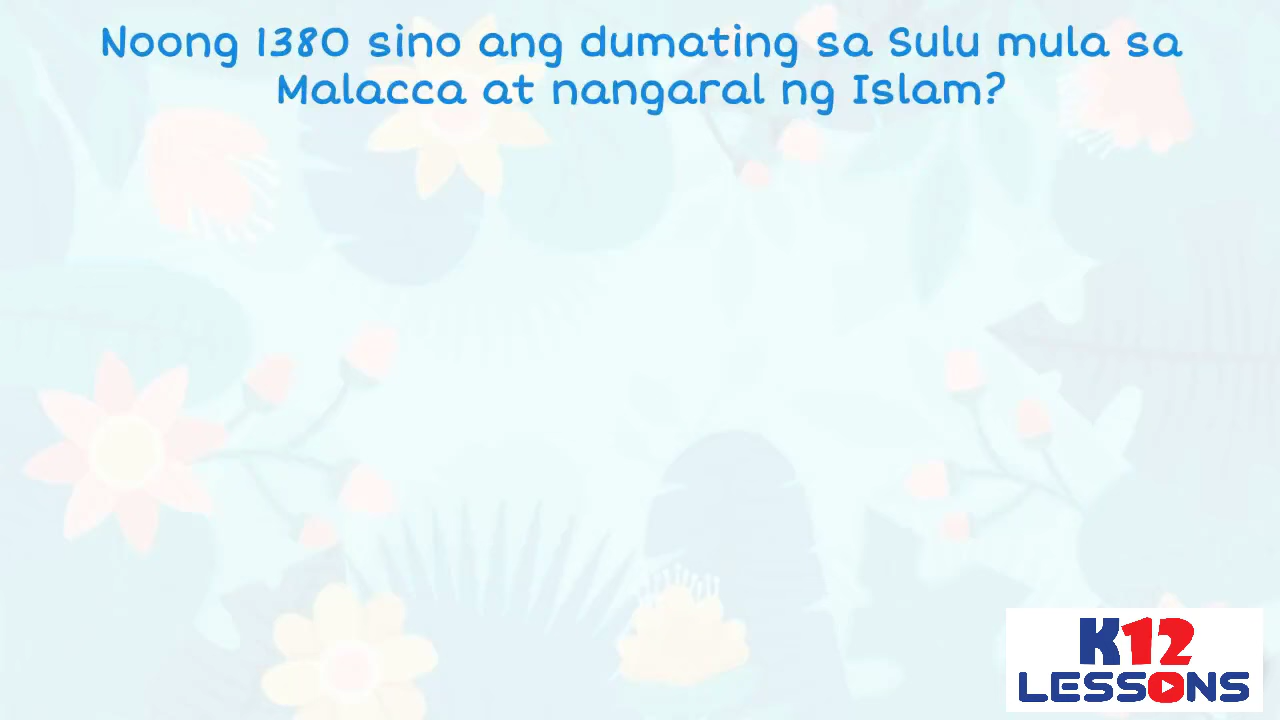 Noong 1380 sino ang dumating sa Sulu mula sa
Malacca at nangaral ng Islam?
K12
LESSONS